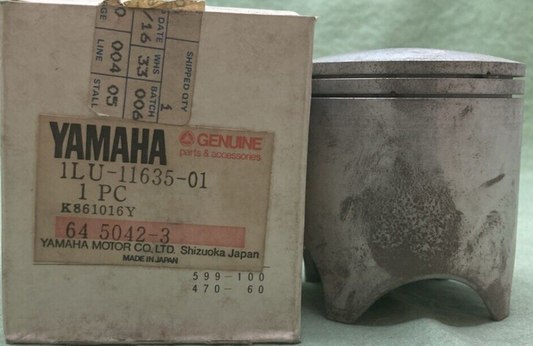 SHIPPED QTY
1
DATE WHS BATCH
/16 33 006
LINE STALL
0 004 05
YAMAHA
GENUINE
parts & accessories
1LU-11635-01
1 PC
K861016Y
64 5042-3
YAMAHA MOTOR CO., LTD. Shizuoka Japan
MADE IN JAPAN
599-100
470- 60